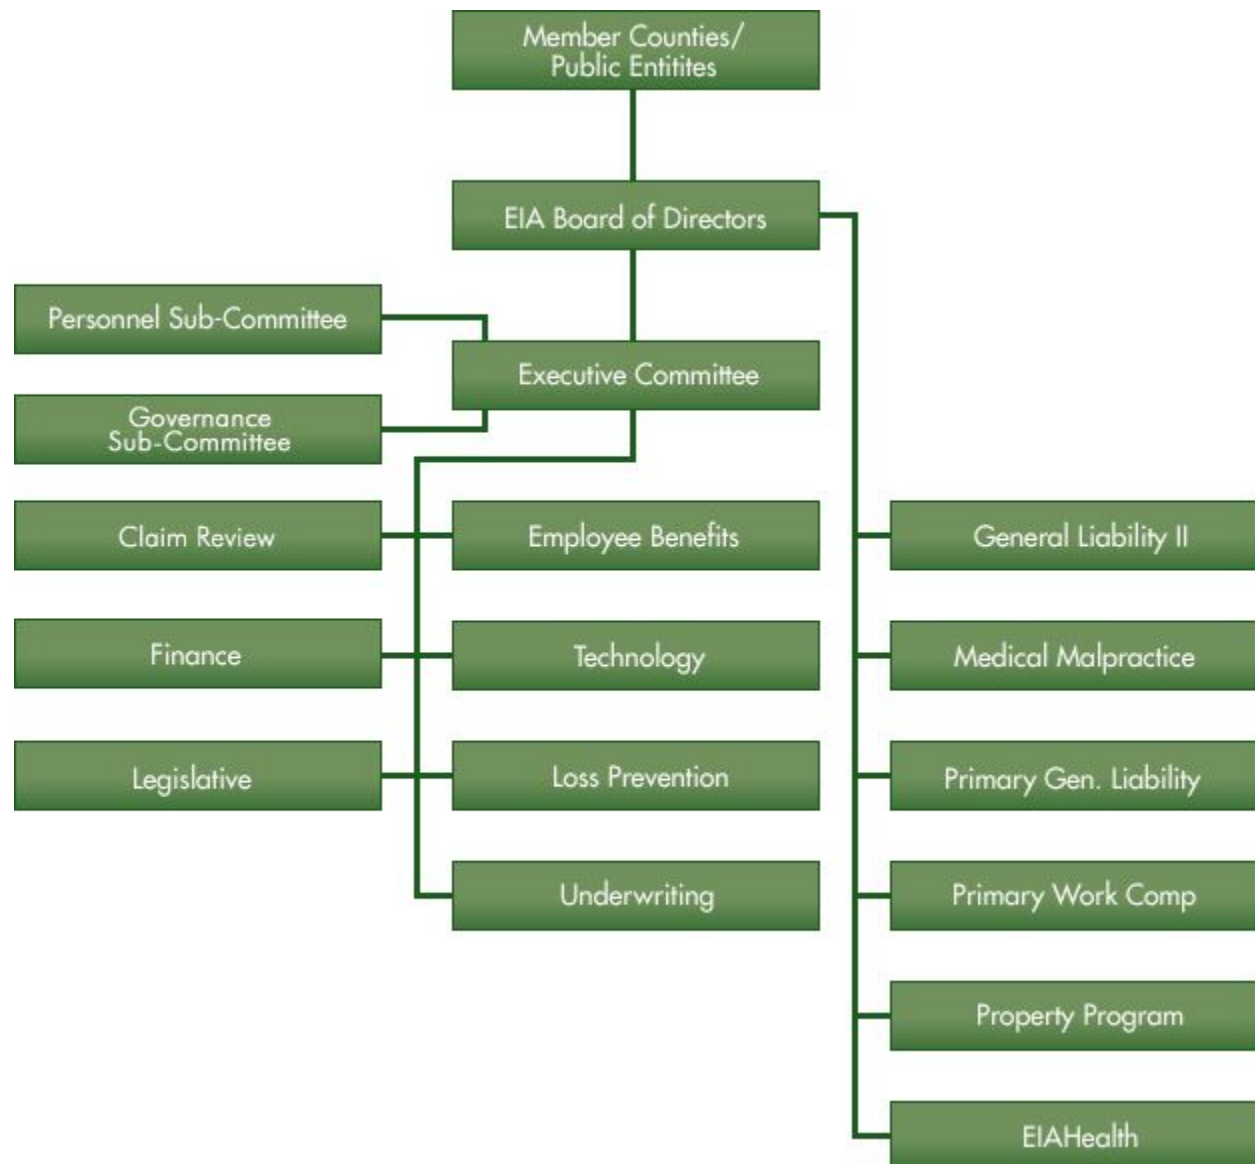 Member Counties/
Public Entitites
EIA Board of Directors
Personnel Sub-Committee
Executive Committee
Governance
Sub-Committee
Claim Review
Employee Benefits
General Liability II
Finance
Technology
Medical Malpractice
Legislative
Loss Prevention
Primary Gen. Liability
Underwriting
Primary Work Comp
Property Program
EIAHealth